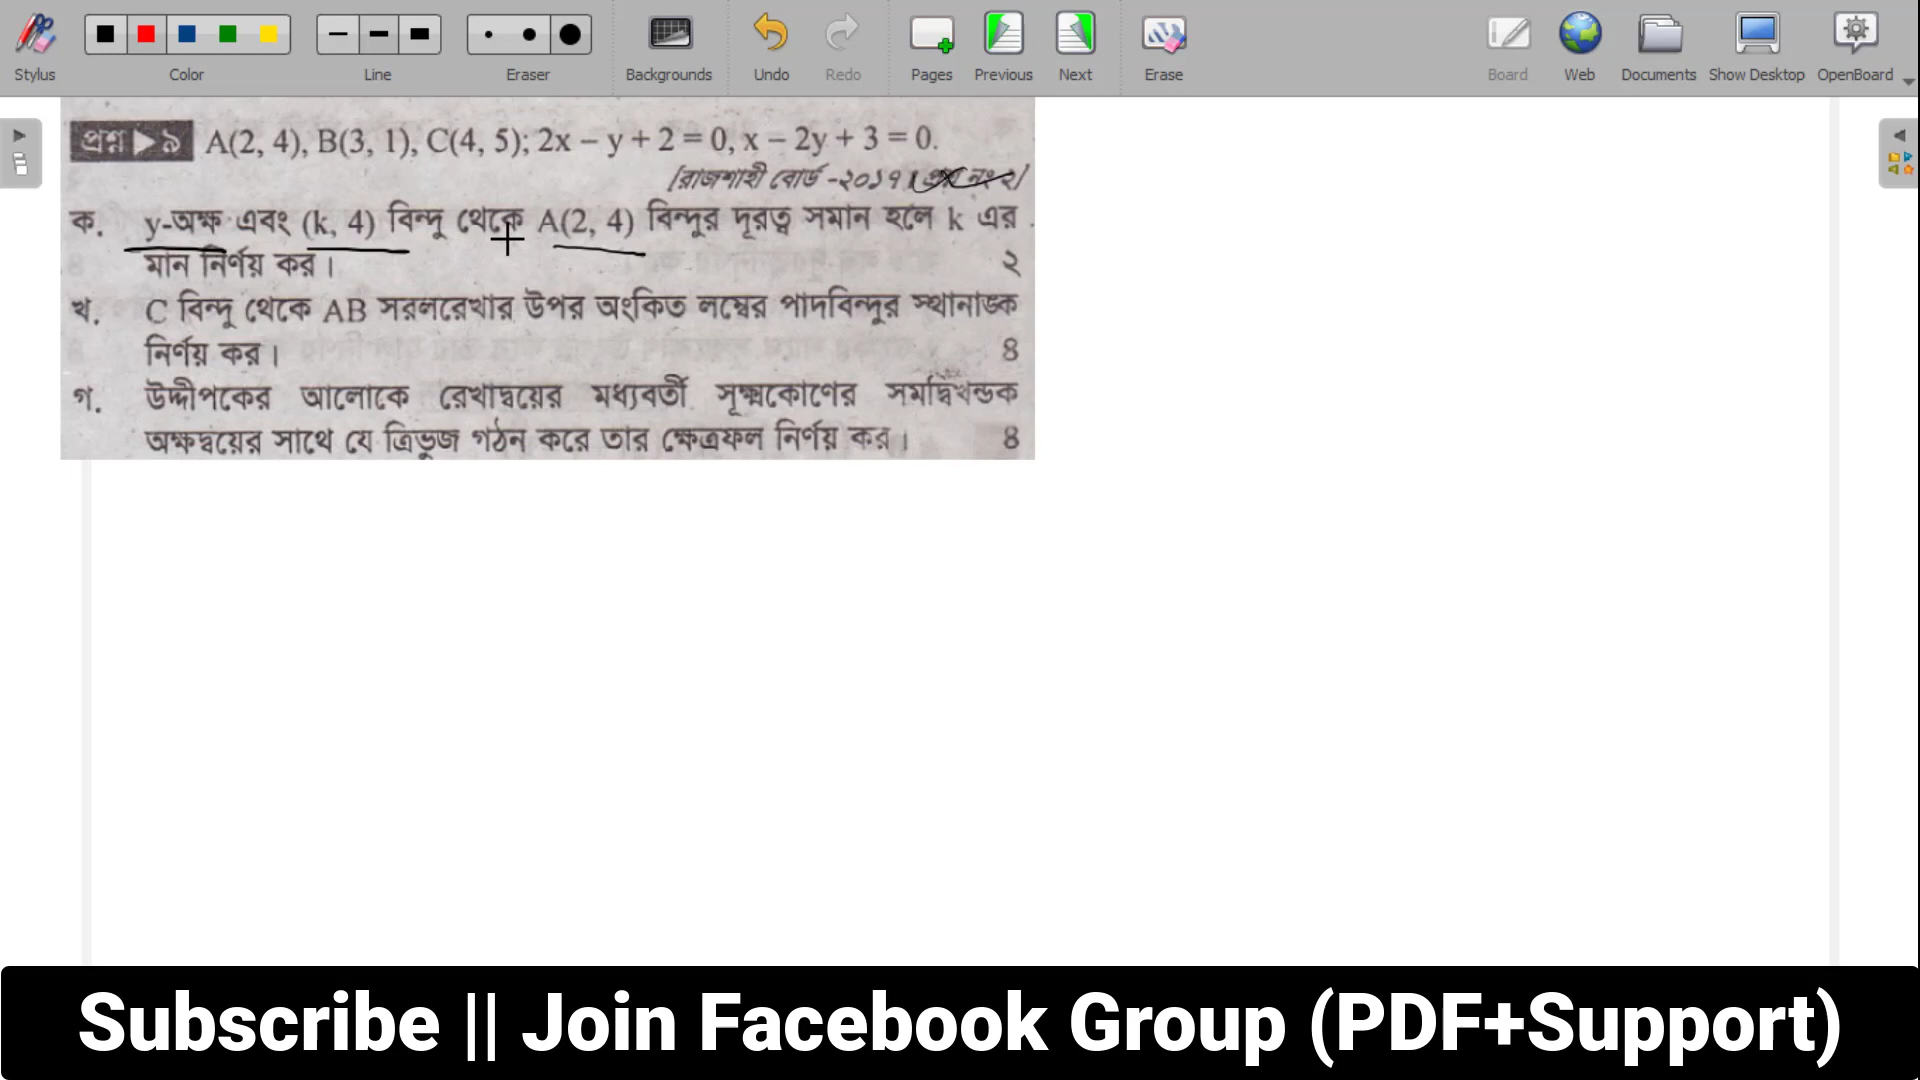 Stylus Color Line Eraser Backgrounds Undo Redo Pages Previous Next Erase Board Web Documents Show Desktop OpenBoard
প্রশ্ন ▶ ৯ A(2, 4), B(3, 1), C(4, 5); 2x – y + 2 = 0, x – 2y + 3 = 0.
[রাজশাহী বোর্ড -২০১৭। প্রশ্ন নং ২]
ক. y-অক্ষ এবং (k, 4) বিন্দু থেকে A(2, 4) বিন্দুর দূরত্ব সমান হলে k এর
মান নির্ণয় কর। ২
খ. C বিন্দু থেকে AB সরলরেখার উপর অংকিত লম্বের পাদবিন্দুর স্থানাঙ্ক
নির্ণয় কর। ৪
গ. উদ্দীপকের আলোকে রেখাদ্বয়ের মধ্যবর্তী সূক্ষ্মকোণের সমদ্বিখন্ডক
অক্ষদ্বয়ের সাথে যে ত্রিভুজ গঠন করে তার ক্ষেত্রফল নির্ণয় কর। ৪
Subscribe || Join Facebook Group (PDF+Support)